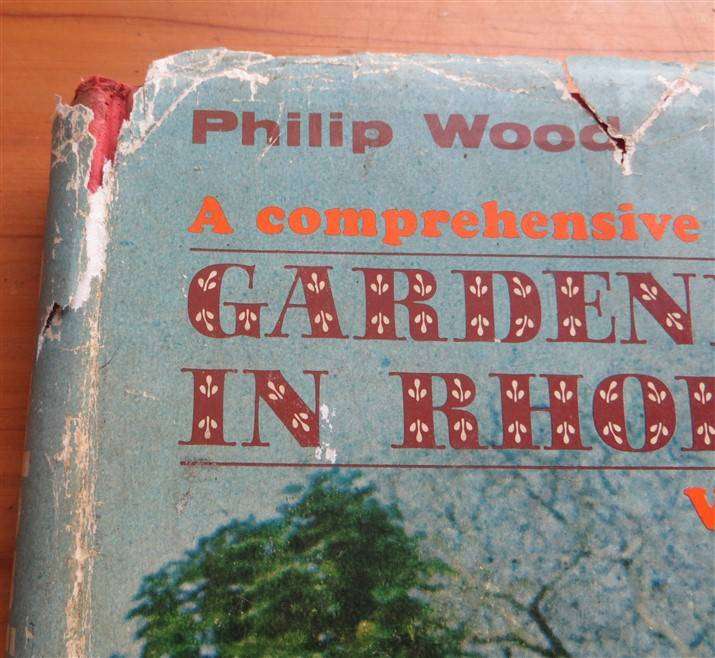 Philip Wood
A comprehensive
GARDEN
IN RHO